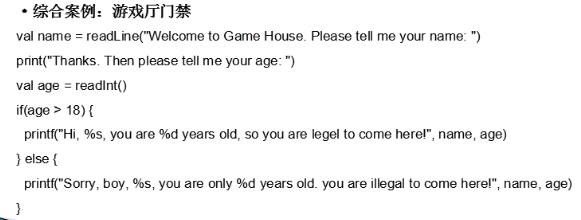 • 综合案例：游戏厅门禁
val name = readLine("Welcome to Game House. Please tell me your name: ")
print("Thanks. Then please tell me your age: ")
val age = readInt()
if(age > 18) {
  printf("Hi, %s, you are %d years old, so you are legel to come here!", name, age)
} else {
  printf("Sorry, boy, %s, you are only %d years old. you are illegal to come here!", name, age)
}